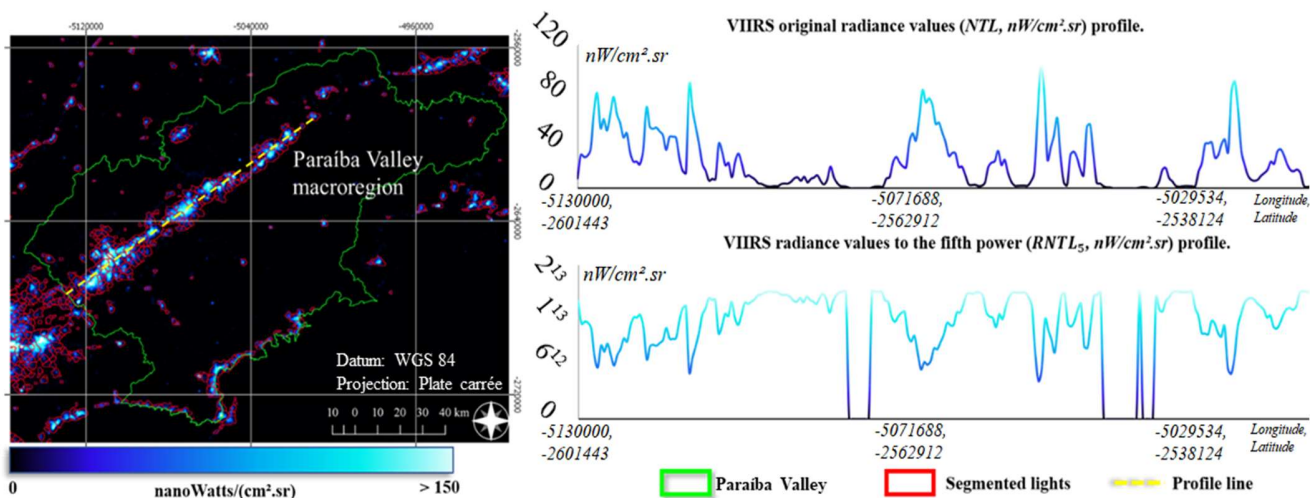 -5120000
-5040000
-4960000
-2560000
Paraíba Valley
macroregion
-2640000
Datum: WGS 84
Projection: Plate carrée
-2720000
10 0 10 20 30 40 km
0 nanoWatts/(cm².sr) > 150
VIIRS original radiance values (NTL, nW/cm².sr) profile.
120
nW/cm².sr
80
40
0
-5130000,
-2601443
-5071688,
-2562912
-5029534,
-2538124
Longitude,
Latitude
VIIRS radiance values to the fifth power (RNTL₅, nW/cm².sr) profile.
2¹³
nW/cm².sr
1¹³
6¹²
0
-5130000,
-2601443
-5071688,
-2562912
-5029534,
-2538124
Longitude,
Latitude
Paraíba Valley
Segmented lights
Profile line